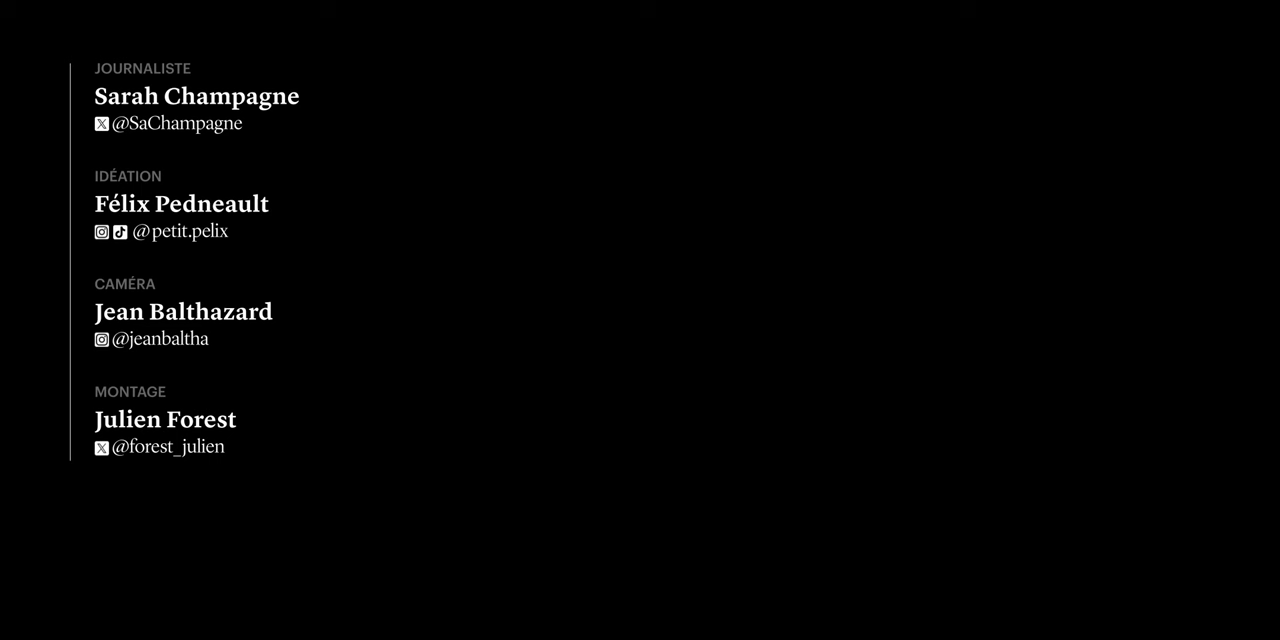 JOURNALISTE
Sarah Champagne
@SaChampagne
IDÉATION
Félix Pedneault
@petit.pelix
CAMÉRA
Jean Balthazard
@jeanbaltha
MONTAGE
Julien Forest
@forest_julien